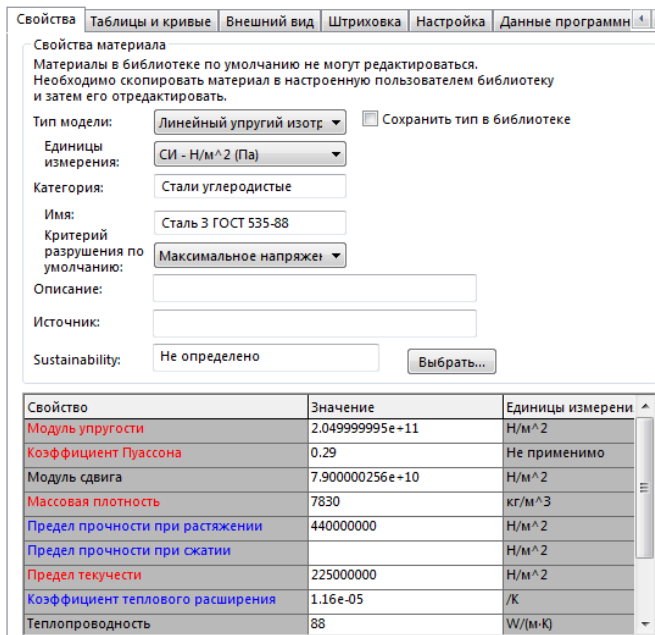 Свойства Таблицы и кривые Внешний вид Штриховка Настройка Данные программн
Свойства материала
Материалы в библиотеке по умолчанию не могут редактироваться.
Необходимо скопировать материал в настроенную пользователем библиотеку
и затем его отредактировать.
Тип модели: Линейный упругий изотр Сохранить тип в библиотеке
Единицы
измерения: СИ - Н/м^2 (Па)
Категория: Стали углеродистые
Имя: Сталь 3 ГОСТ 535-88
Критерий
разрушения по
умолчанию: Максимальное напряжен
Описание:
Источник:
Sustainability: Не определено Выбрать...
Свойство Значение Единицы измерени
Модуль упругости 2.049999995e+11 Н/м^2
Коэффициент Пуассона 0.29 Не применимо
Модуль сдвига 7.900000256e+10 Н/м^2
Массовая плотность 7830 кг/м^3
Предел прочности при растяжении 440000000 Н/м^2
Предел прочности при сжатии Н/м^2
Предел текучести 225000000 Н/м^2
Коэффициент теплового расширения 1.16e-05 /K
Теплопроводность 88 W/(м·K)